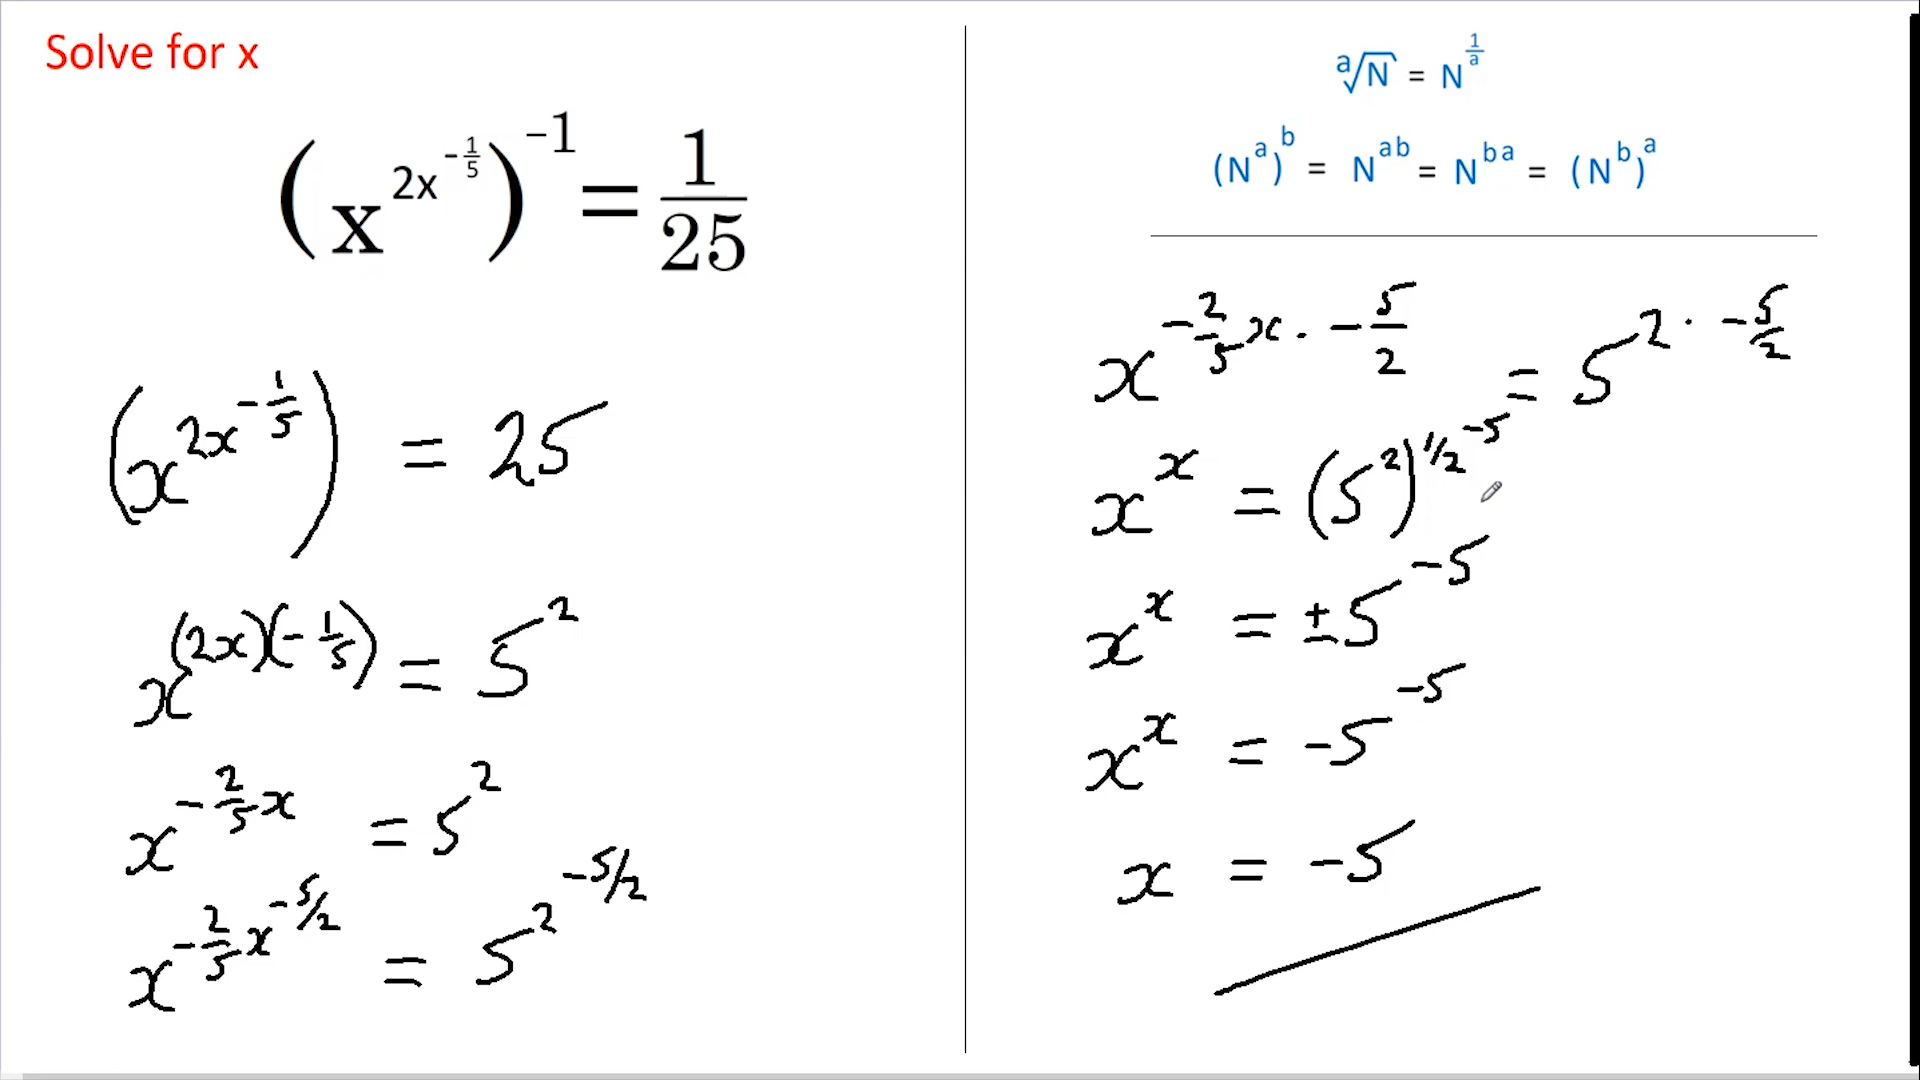 Solve for x
(x^{2x^{-1/5}})^{-1} = 1/25
(x^{2x^{-1/5}}) = 25
x^{(2x)(-1/5)} = 5^2
x^{-2/5 x} = 5^2
x^{-2/5 x^{-5/2}} = 5^{2^{-5/2}}
^a√N = N^{1/a}
(N^a)^b = N^{ab} = N^{ba} = (N^b)^a
x^{-2/5 x · -5/2} = 5^{2 · -5/2}
x^x = (5^2)^{1/2^{-5}}
x^x = ±5^{-5}
x^x = -5^{-5}
x = -5